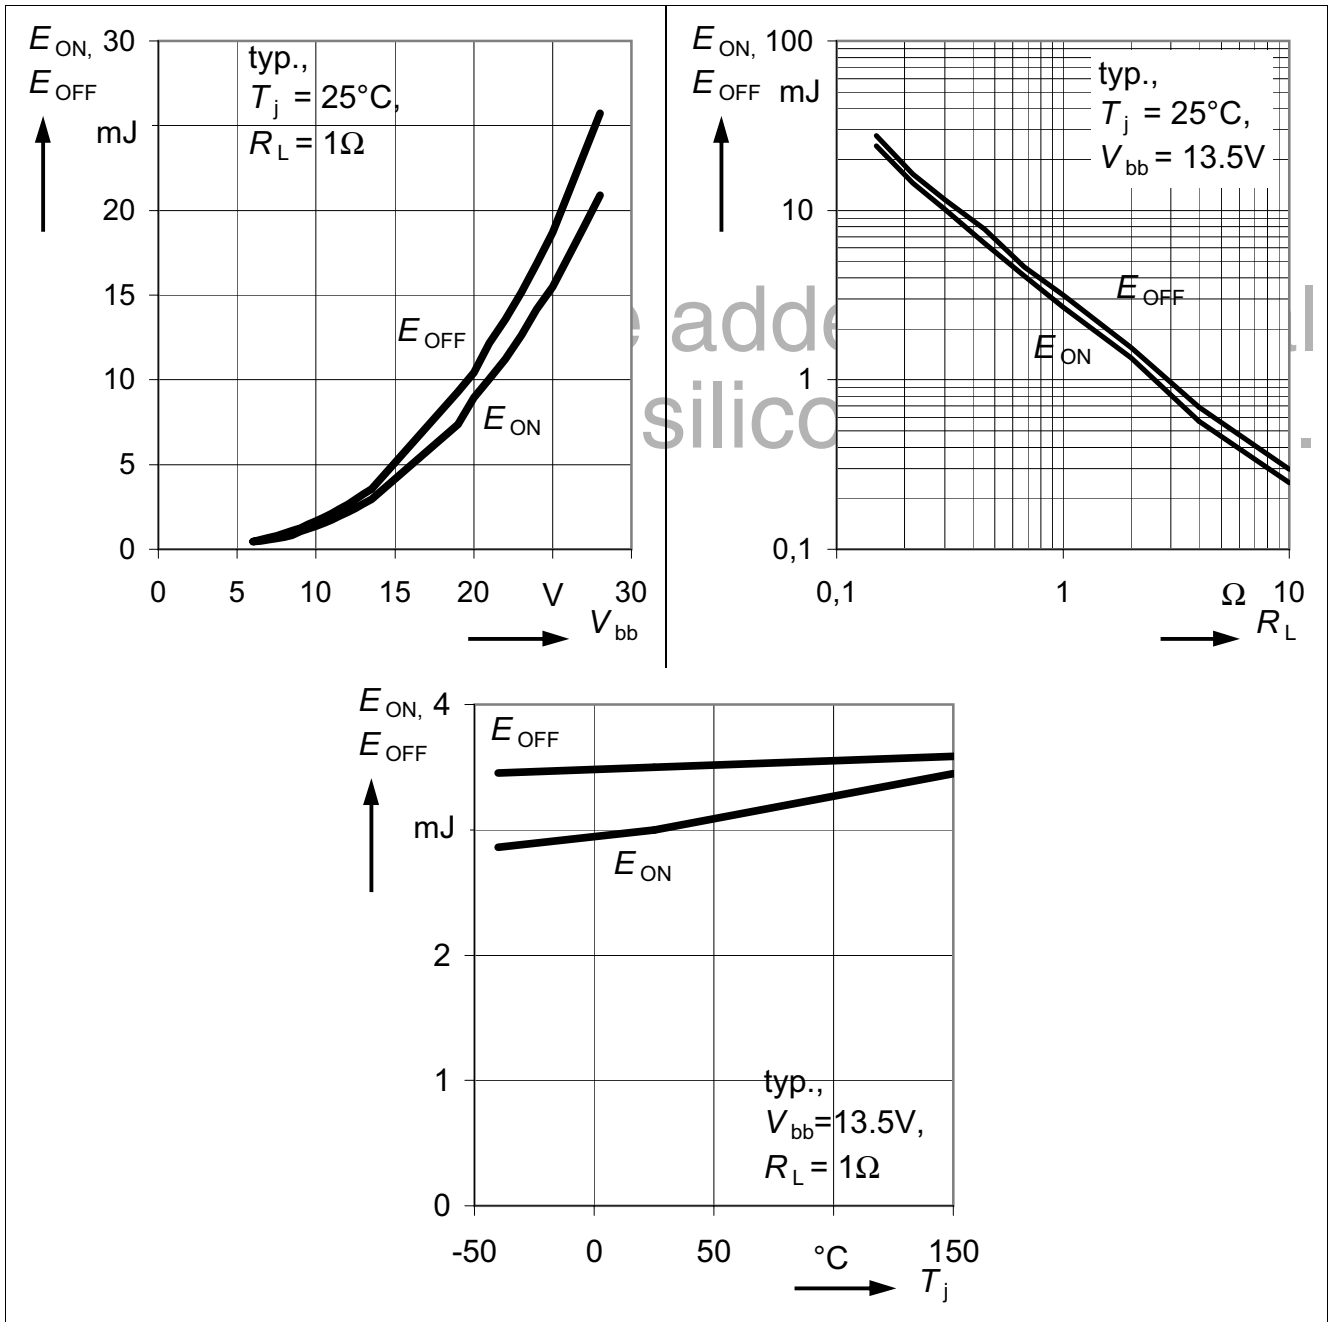 E ON, 30
E OFF
mJ
typ.,
T j = 25°C,
R L = 1Ω
20
15
10
5
0
E OFF
E ON
0 5 10 15 20 V 30
V bb
E ON, 100
E OFF mJ
typ.,
T j = 25°C,
V bb = 13.5V
10
1
0,1
E OFF
E ON
0,1 1 Ω 10
R L
adde
silico
E ON, 4
E OFF
mJ
E OFF
E ON
2
1
0
typ.,
V bb=13.5V,
R L = 1Ω
-50 0 50 °C 150
T j